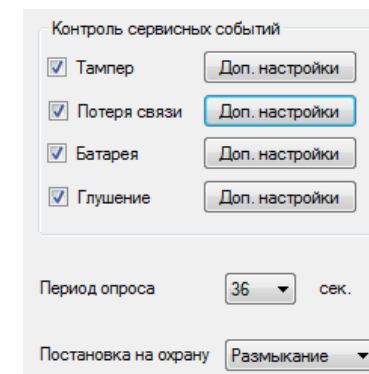 Контроль сервисных событий
Тампер Доп. настройки
Потеря связи Доп. настройки
Батарея Доп. настройки
Глушение Доп. настройки
Период опроса 36 сек.
Постановка на охрану Размыкание